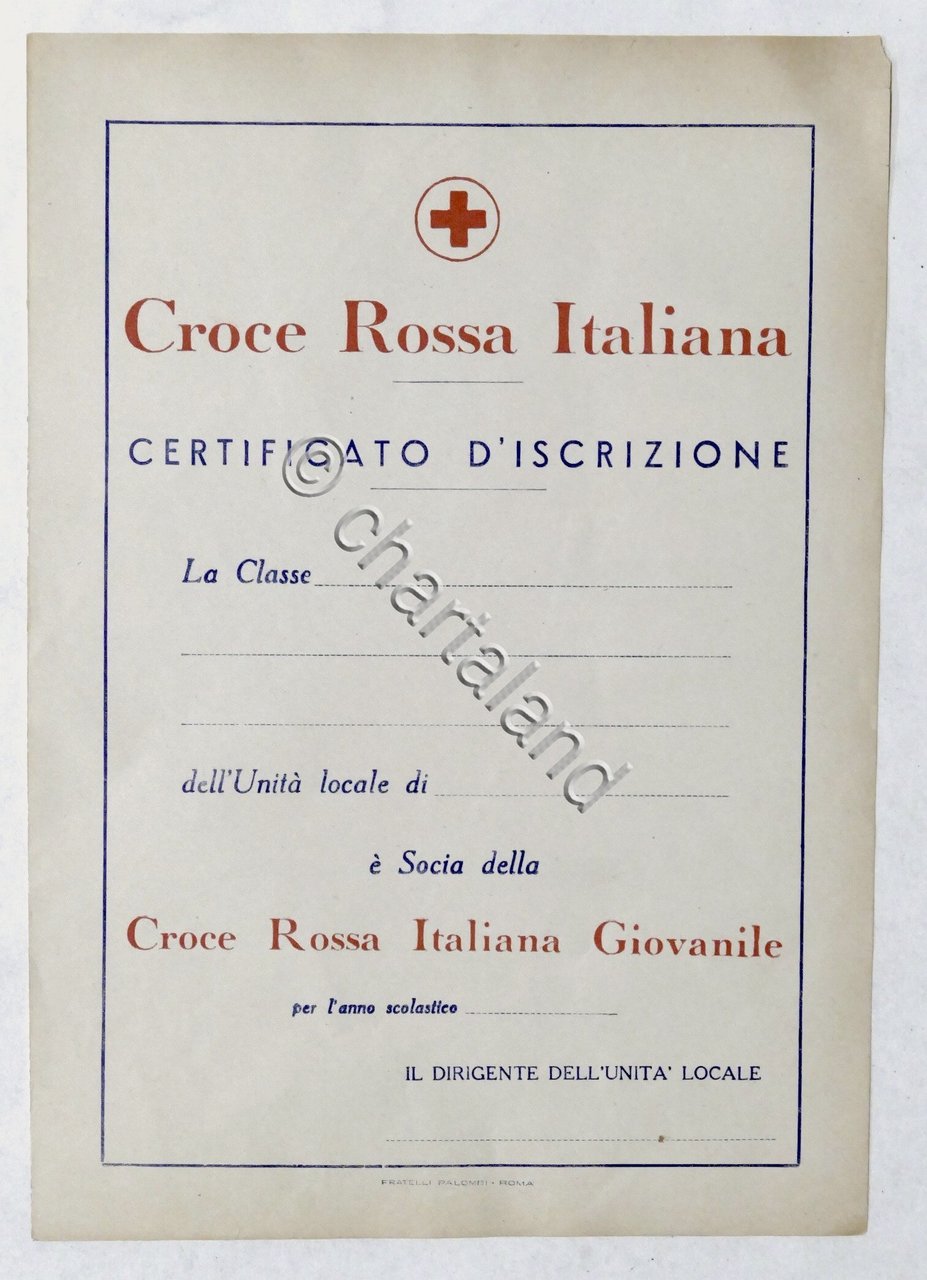 Croce Rossa Italiana
CERTIFICATO D'ISCRIZIONE
La Classe
dell'Unità locale di
è Socia della
Croce Rossa Italiana Giovanile
per l'anno scolastico
IL DIRIGENTE DELL'UNITA' LOCALE
FRATELLI PALOMBI - ROMA
© chartaland